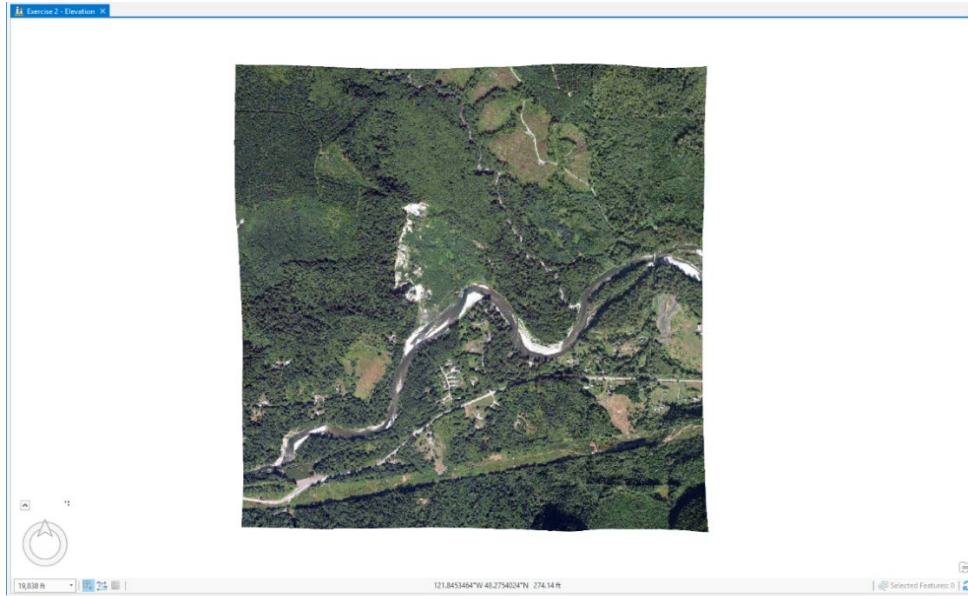 Exercise 2 - Elevation
19,838 ft
121.8453464°W 48.2754024°N 274.14 ft
Selected Features: 0